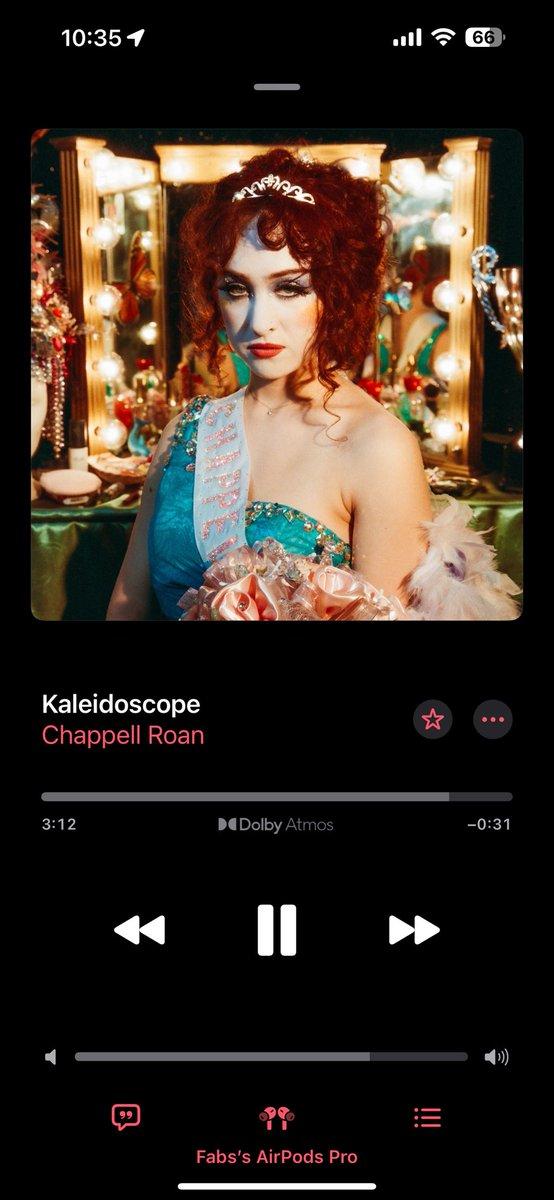 10:35
66
Kaleidoscope
Chappell Roan
3:12
Dolby Atmos
−0:31
Fabs’s AirPods Pro